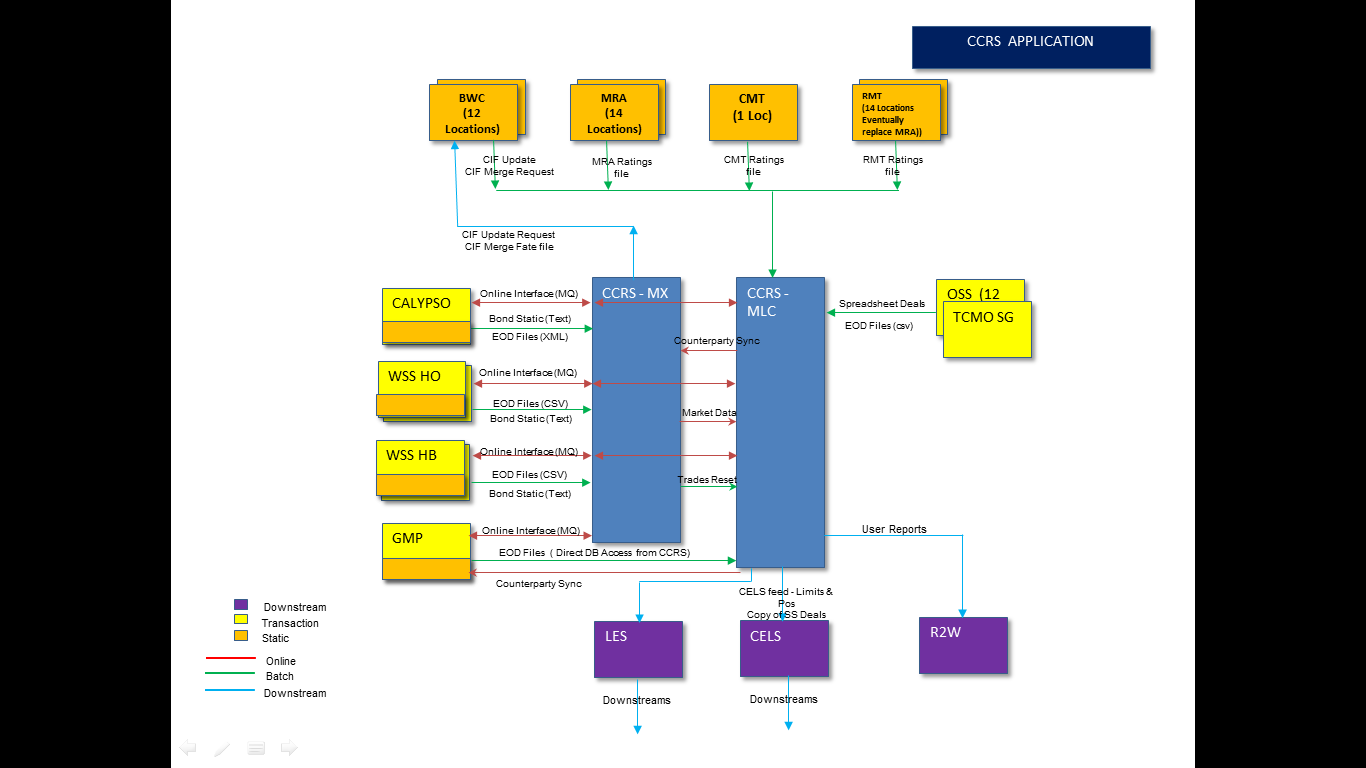 CCRS APPLICATION
BWC
(12
Locations)
MRA
(14
Locations)
CMT
(1 Loc)
RMT
(14 Locations
Eventually
replace MRA))
CIF Update
CIF Merge Request
MRA Ratings
file
CMT Ratings
file
RMT Ratings
file
CIF Update Request
CIF Merge Fate file
CALYPSO
Online Interface (MQ)
Bond Static (Text)
EOD Files (XML)
CCRS - MX
CCRS -
MLC
Spreadsheet Deals
EOD Files (csv)
OSS (12
TCMO SG
Counterparty Sync
WSS HO
Online Interface (MQ)
EOD Files (CSV)
Bond Static (Text)
Market Data
WSS HB
Online Interface (MQ)
EOD Files (CSV)
Bond Static (Text)
Trades Reset
GMP
Online Interface (MQ)
EOD Files ( Direct DB Access from CCRS)
Counterparty Sync
User Reports
CELS feed - Limits &
Pos
Copy of SS Deals
LES
CELS
R2W
Downstreams
Downstreams
Downstream
Transaction
Static
Online
Batch
Downstream